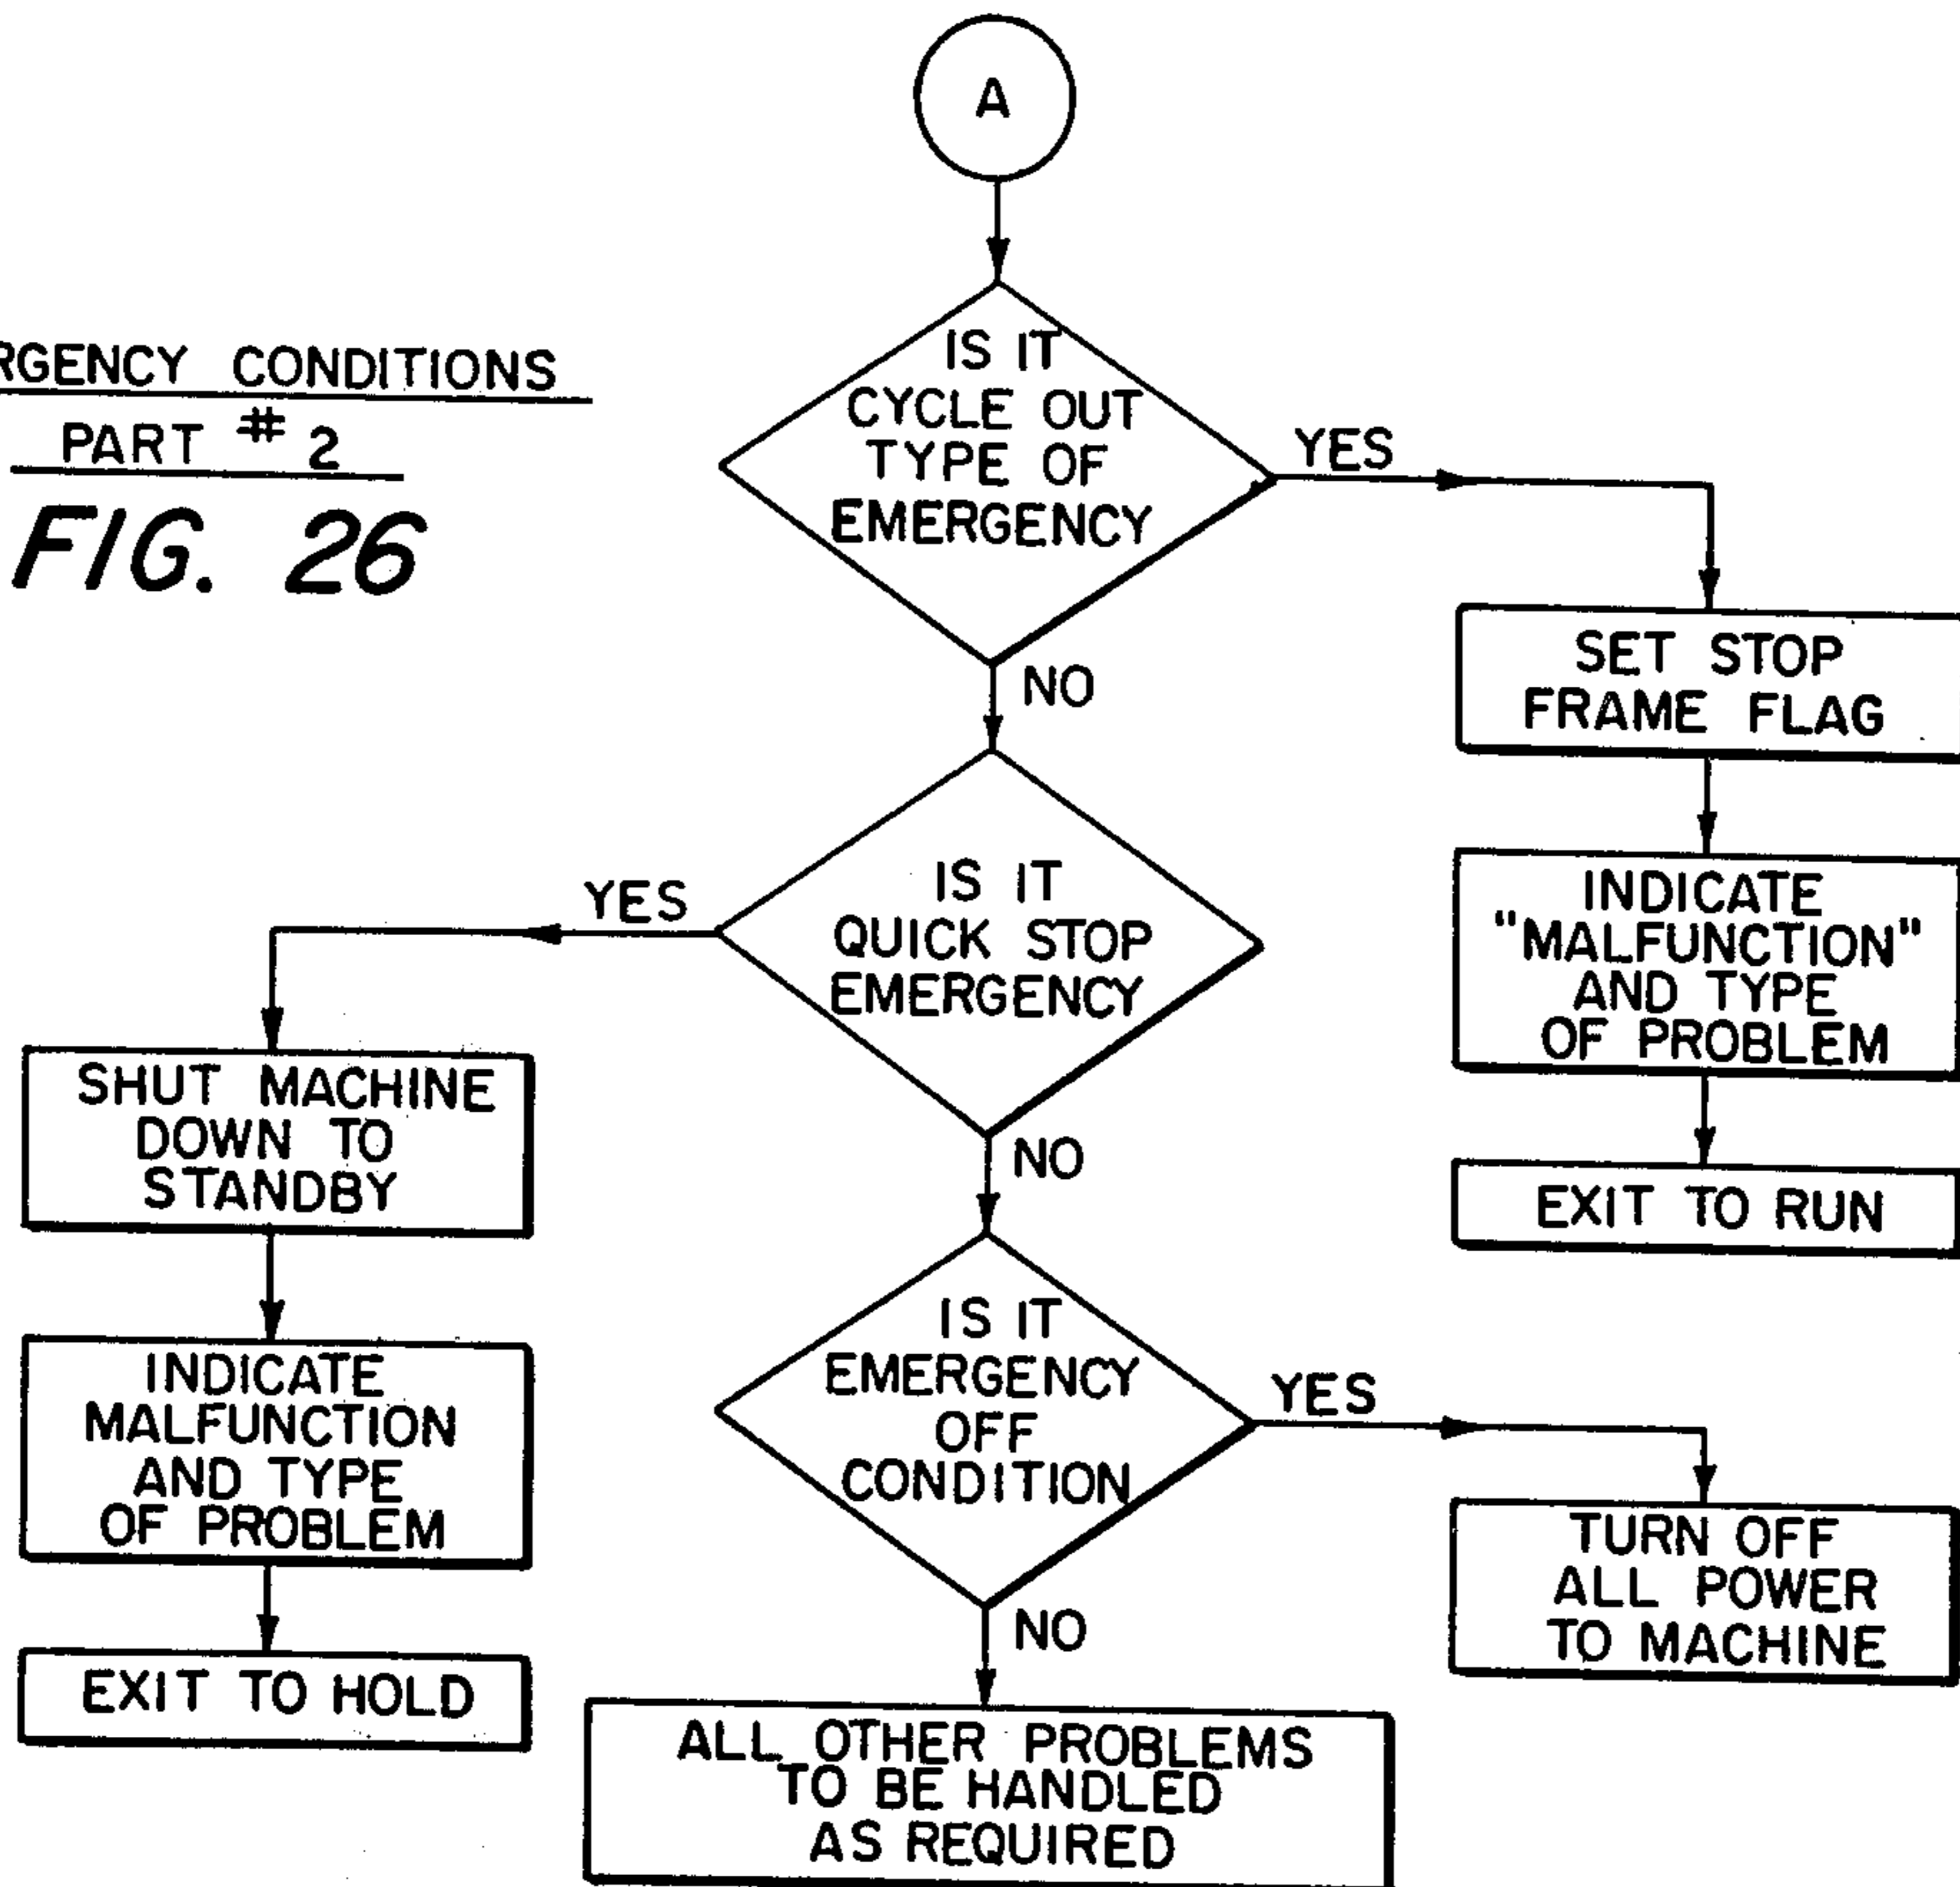 A
RGENCY CONDITIONS
PART # 2
FIG. 26
IS IT
CYCLE OUT
TYPE OF
EMERGENCY
YES
NO
SET STOP
FRAME FLAG
INDICATE
"MALFUNCTION"
AND TYPE
OF PROBLEM
EXIT TO RUN
IS IT
QUICK STOP
EMERGENCY
YES
NO
SHUT MACHINE
DOWN TO
STANDBY
INDICATE
MALFUNCTION
AND TYPE
OF PROBLEM
EXIT TO HOLD
IS IT
EMERGENCY
OFF
CONDITION
YES
NO
TURN OFF
ALL POWER
TO MACHINE
ALL OTHER PROBLEMS
TO BE HANDLED
AS REQUIRED